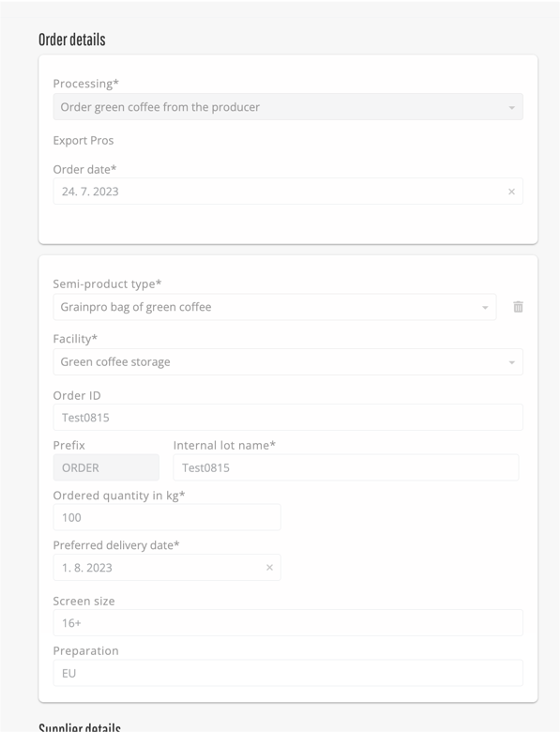 Order details
Processing*
Order green coffee from the producer
Export Pros
Order date*
24. 7. 2023
Semi-product type*
Grainpro bag of green coffee
Facility*
Green coffee storage
Order ID
Test0815
Prefix
Internal lot name*
ORDER
Test0815
Ordered quantity in kg*
100
Preferred delivery date*
1. 8. 2023
Screen size
16+
Preparation
EU
Supplier details